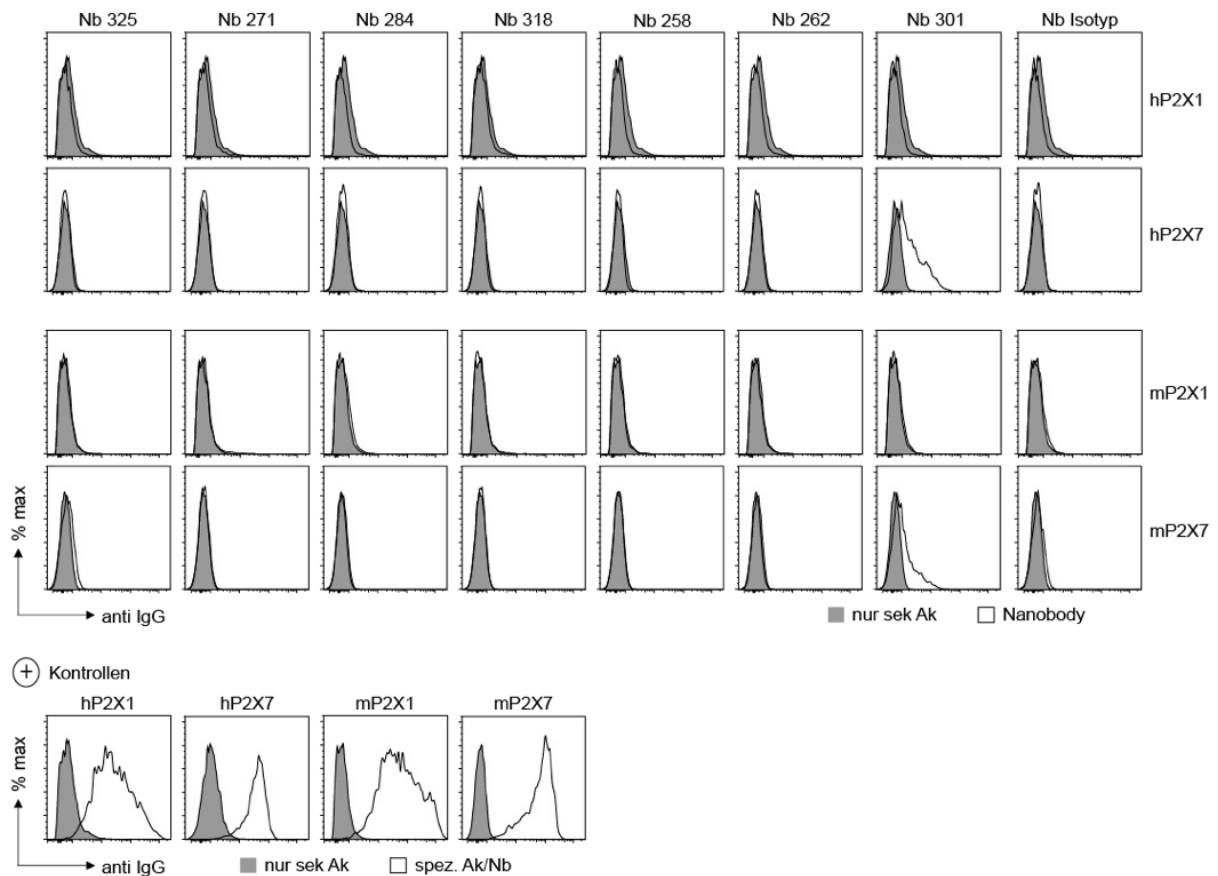 Nb 325 Nb 271 Nb 284 Nb 318 Nb 258 Nb 262 Nb 301 Nb Isotyp
hP2X1
hP2X7
mP2X1
mP2X7
% max
anti IgG
nur sek Ak Nanobody
+ Kontrollen
hP2X1 hP2X7 mP2X1 mP2X7
% max
anti IgG nur sek Ak spez. Ak/Nb